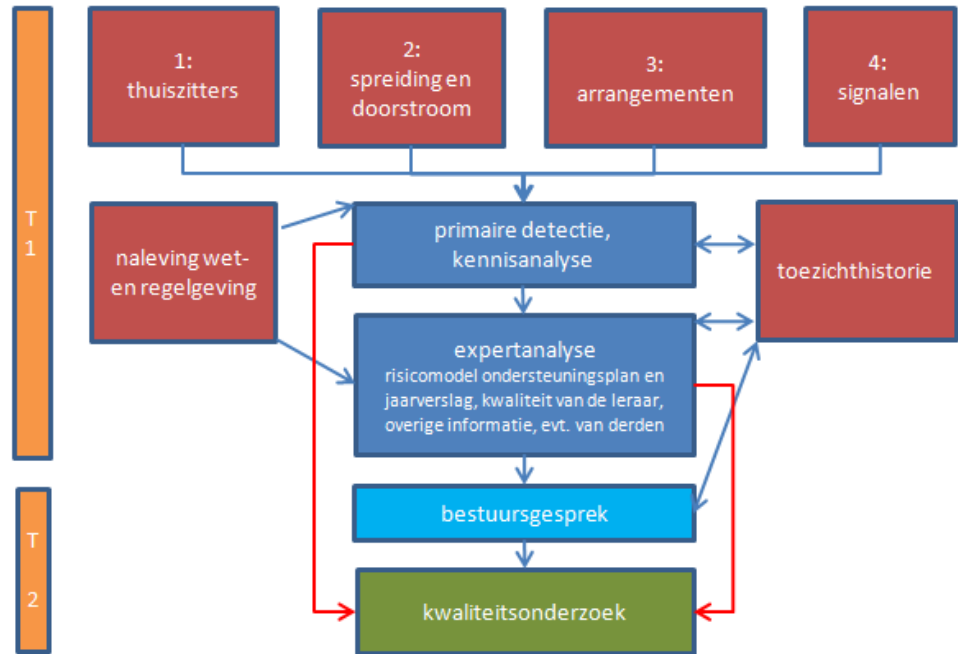 T
1
1:
thuiszitters
2:
spreiding en
doorstroom
3:
arrangementen
4:
signalen
naleving wet-
en regelgeving
primaire detectie,
kennisanalyse
toezichthistorie
expertanalyse
risicomodel ondersteuningsplan en
jaarverslag, kwaliteit van de leraar,
overige informatie, evt. van derden
T
2
bestuursgesprek
kwaliteitsonderzoek